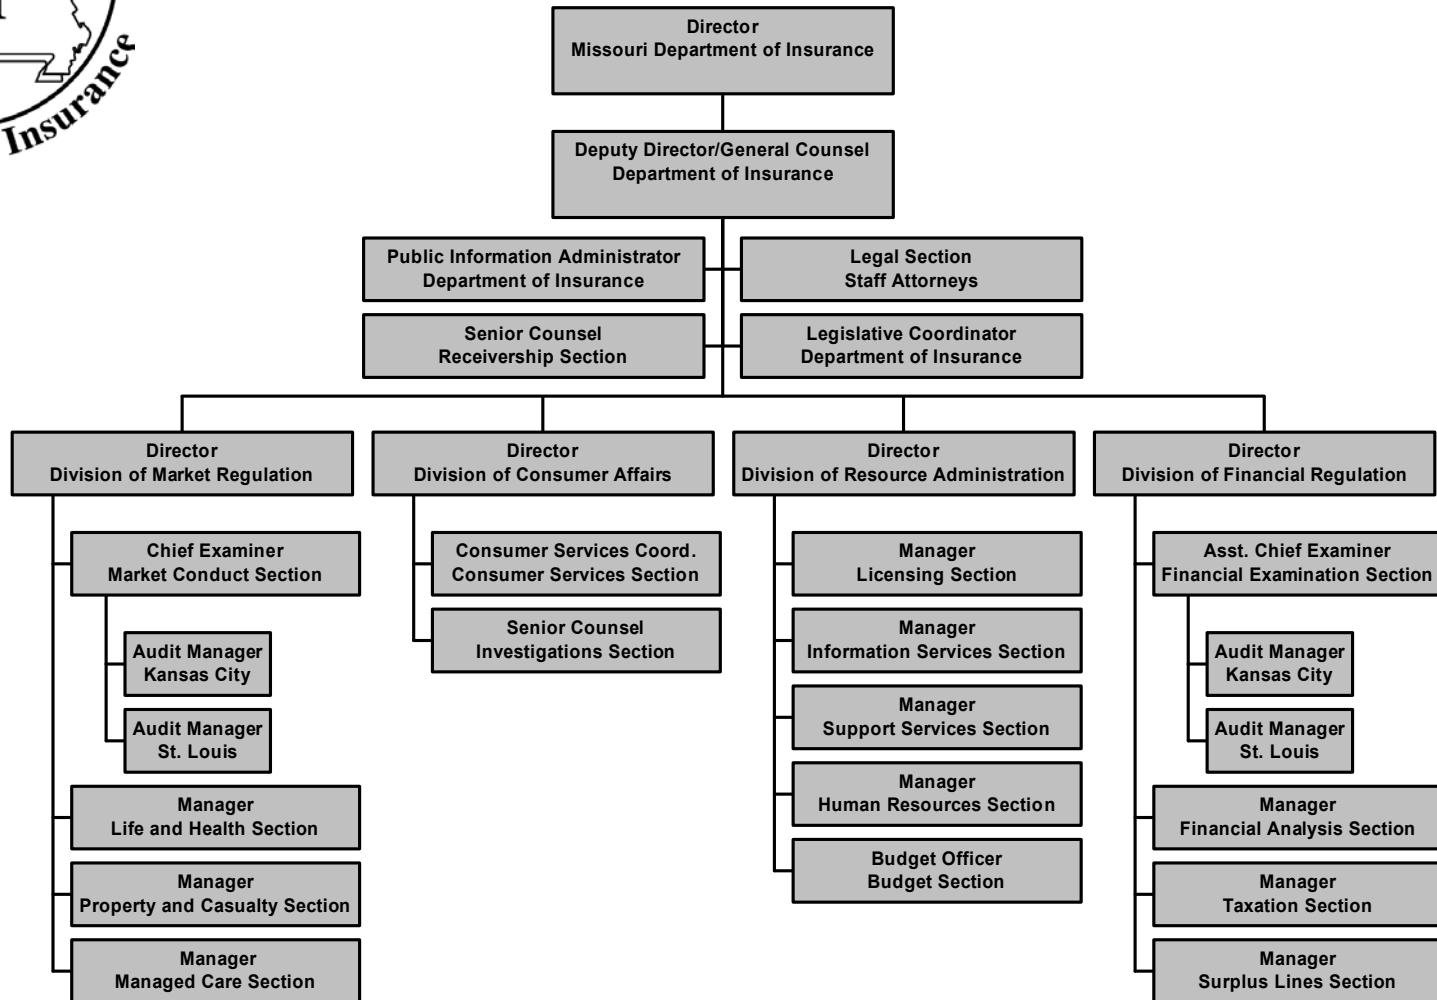 Insurance
Director
Missouri Department of Insurance
Deputy Director/General Counsel
Department of Insurance
Public Information Administrator
Department of Insurance
Legal Section
Staff Attorneys
Senior Counsel
Receivership Section
Legislative Coordinator
Department of Insurance
Director
Division of Market Regulation
Director
Division of Consumer Affairs
Director
Division of Resource Administration
Director
Division of Financial Regulation
Chief Examiner
Market Conduct Section
Audit Manager
Kansas City
Audit Manager
St. Louis
Manager
Life and Health Section
Manager
Property and Casualty Section
Manager
Managed Care Section
Consumer Services Coord.
Consumer Services Section
Senior Counsel
Investigations Section
Manager
Licensing Section
Manager
Information Services Section
Manager
Support Services Section
Manager
Human Resources Section
Budget Officer
Budget Section
Asst. Chief Examiner
Financial Examination Section
Audit Manager
Kansas City
Audit Manager
St. Louis
Manager
Financial Analysis Section
Manager
Taxation Section
Manager
Surplus Lines Section